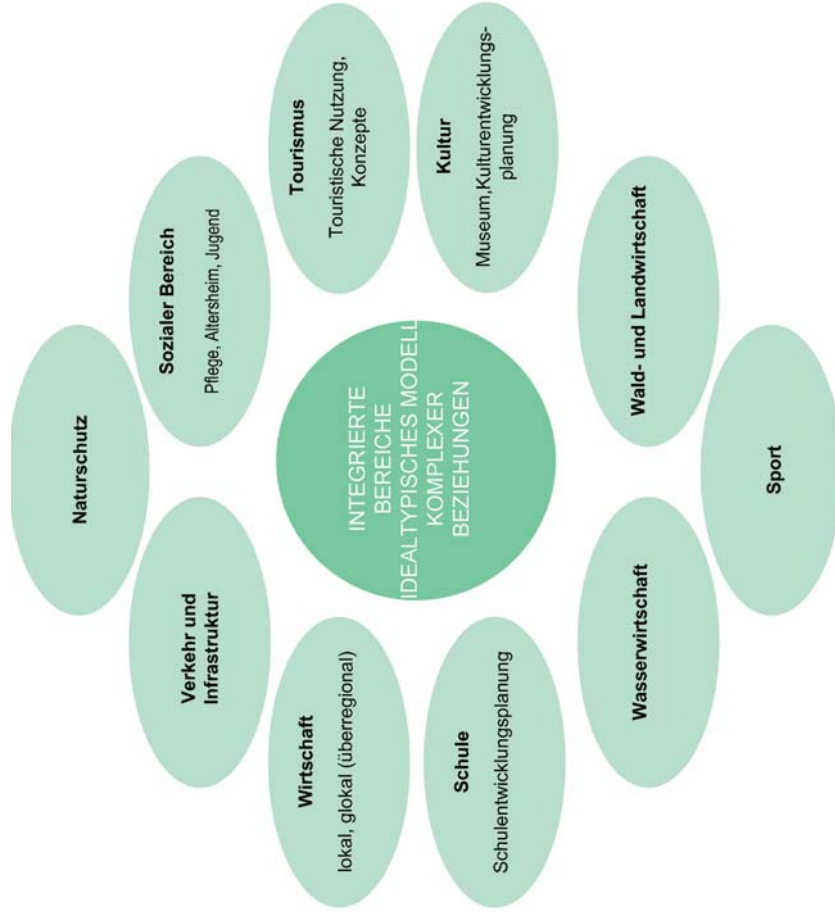 Naturschutz
Sozialer Bereich
Pflege, Altersheim, Jugend
Tourismus
Touristische Nutzung,
Konzepte
Kultur
Museum,Kulturentwicklungs-
planung
Wald- und Landwirtschaft
Sport
Wasserwirtschaft
Schule
Schulentwicklungsplanung
Wirtschaft
lokal, glokal (überregional)
Verkehr und
Infrastruktur
INTEGRIERTE
BEREICHE
IDEALTYPISCHES MODELL
KOMPLEXER
BEZIEHUNGEN